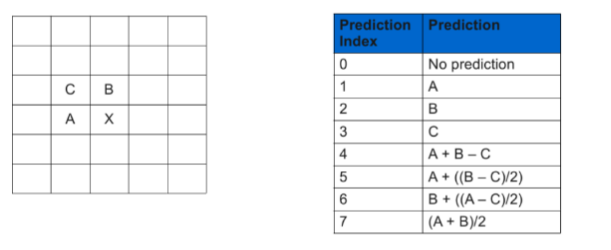 C B
A X
Prediction Index Prediction
0 No prediction
1 A
2 B
3 C
4 A + B – C
5 A + ((B – C)/2)
6 B + ((A – C)/2)
7 (A + B)/2